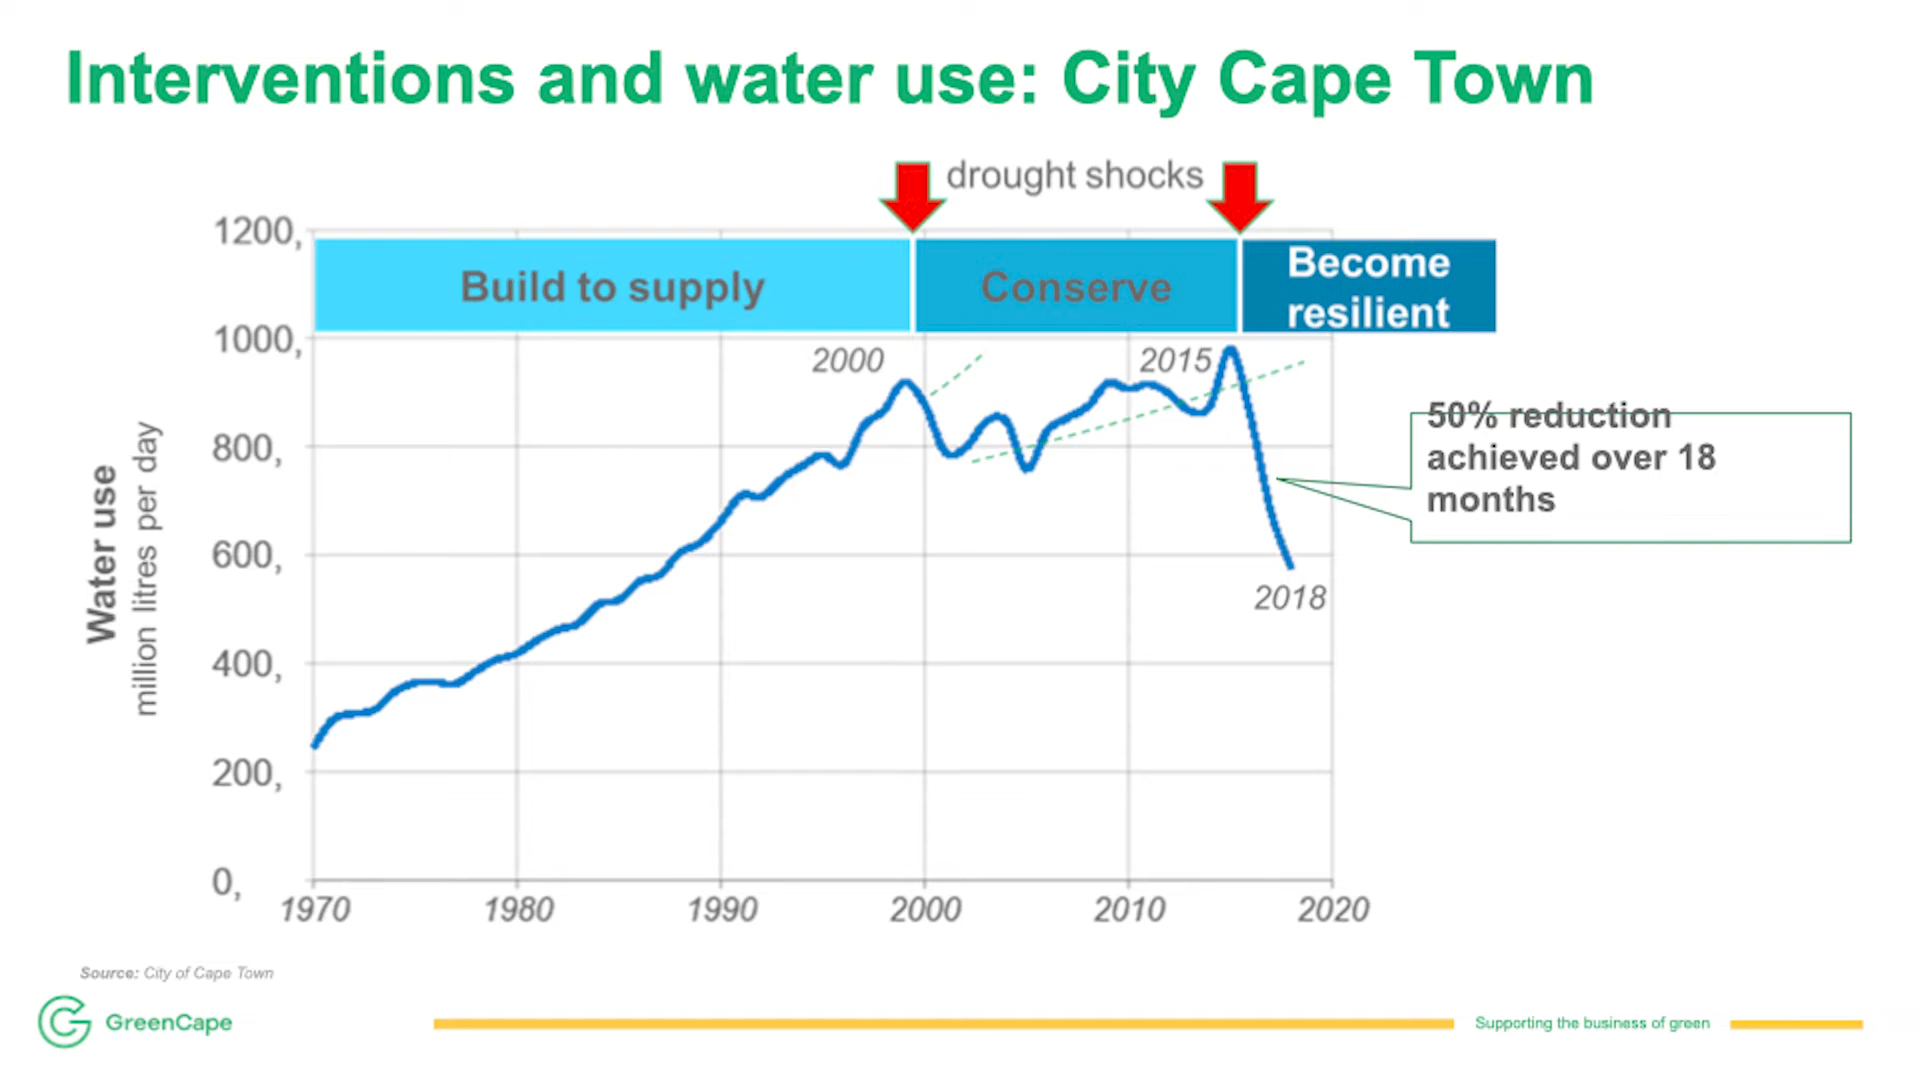 Interventions and water use: City Cape Town
drought shocks
1200,
Build to supply
Conserve
Become
resilient
1000,
2000
2015
50% reduction
achieved over 18
months
800,
600,
400,
200,
0,
Water use
million litres per day
2018
1970
1980
1990
2000
2010
2020
Source: City of Cape Town
GreenCape
Supporting the business of green